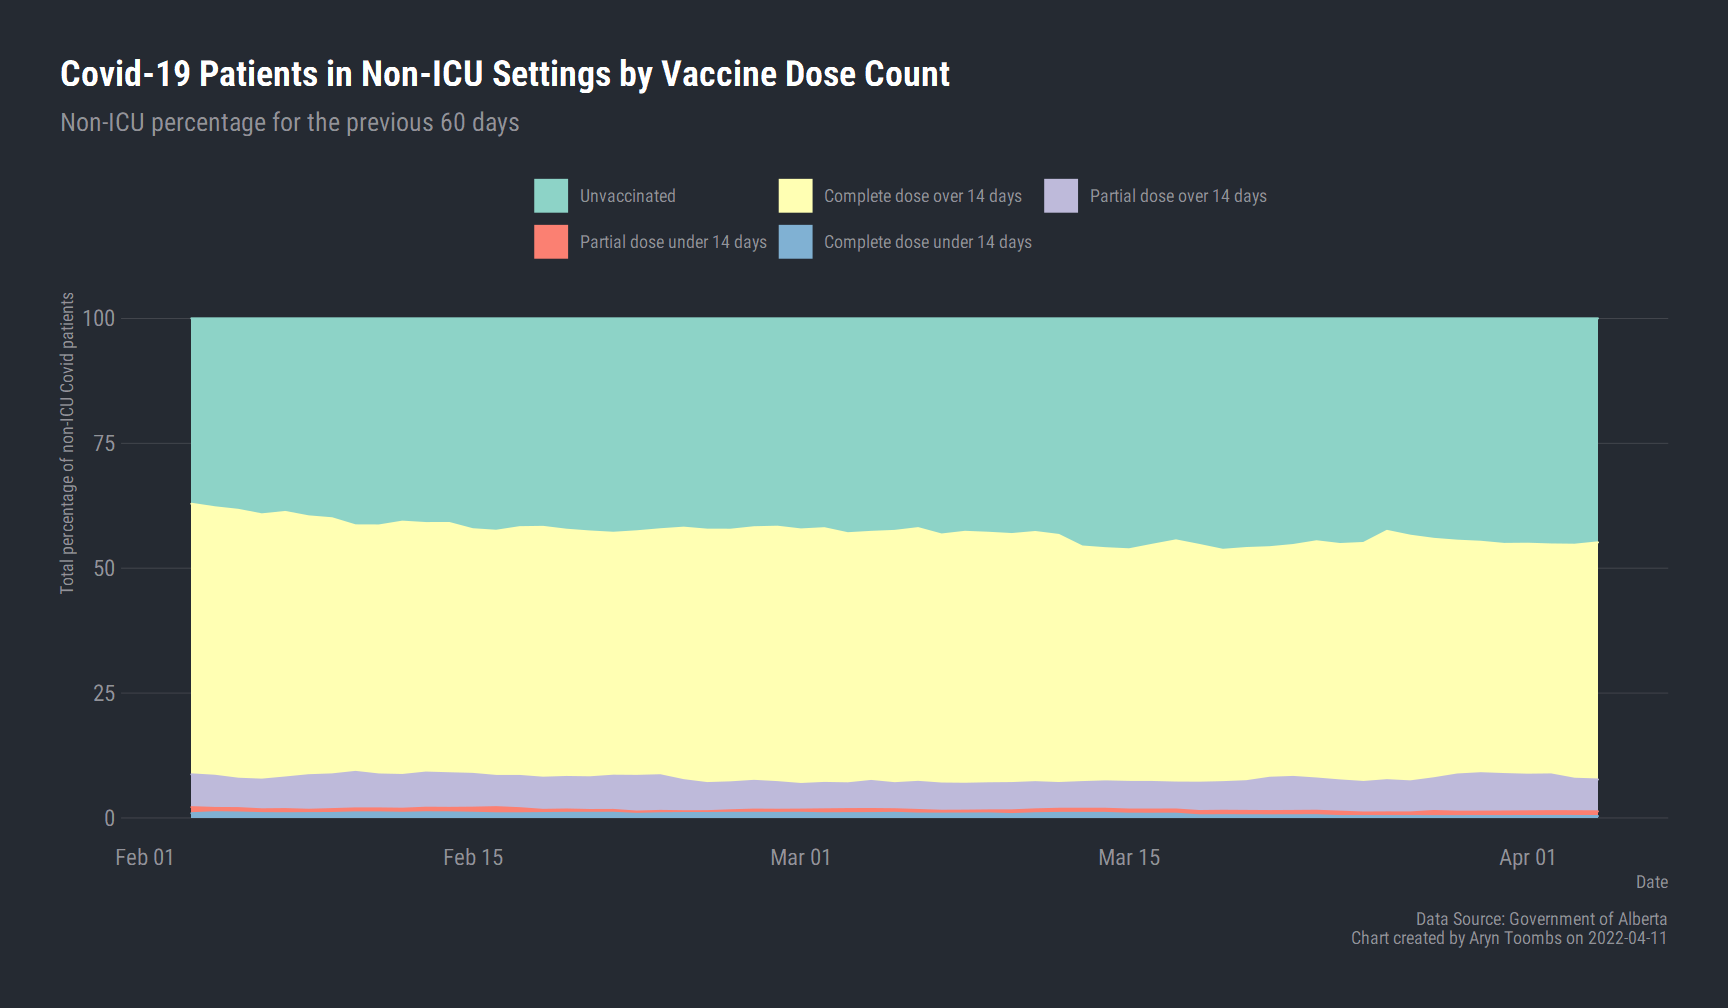 Covid-19 Patients in Non-ICU Settings by Vaccine Dose Count
Non-ICU percentage for the previous 60 days
Unvaccinated
Complete dose over 14 days
Partial dose over 14 days
Partial dose under 14 days
Complete dose under 14 days
Total percentage of non-ICU Covid patients
100
75
50
25
0
Feb 01
Feb 15
Mar 01
Mar 15
Apr 01
Date
Data Source: Government of Alberta
Chart created by Aryn Toombs on 2022-04-11